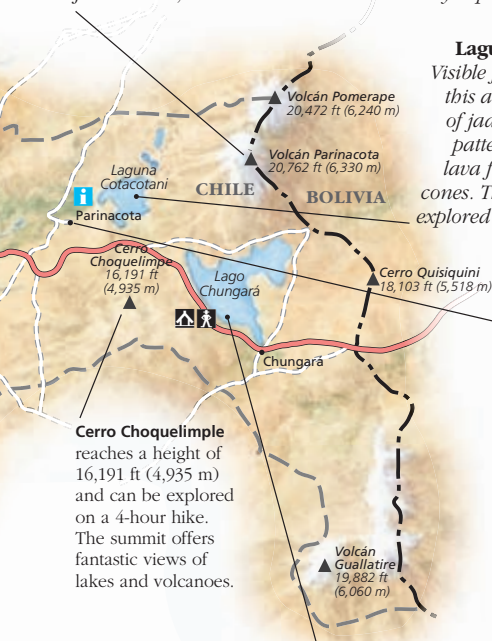 Lagu
Visible
this a
of jad
patte
lava f
cones. T
explored
Volcán Pomerape
20,472 ft (6,240 m)
Volcán Parinacota
20,762 ft (6,330 m)
Laguna
Cotacotani
CHILE
BOLIVIA
i
Parinacota
Cerro
Choquelimpe
16,191 ft
(4,935 m)
Lago
Chungará
Cerro Quisiquini
18,103 ft (5,518 m)
Chungará
Cerro Choquelimple
reaches a height of
16,191 ft (4,935 m)
and can be explored
on a 4-hour hike.
The summit offers
fantastic views of
lakes and volcanoes.
Volcán
Guallatire
19,882 ft
(6,060 m)